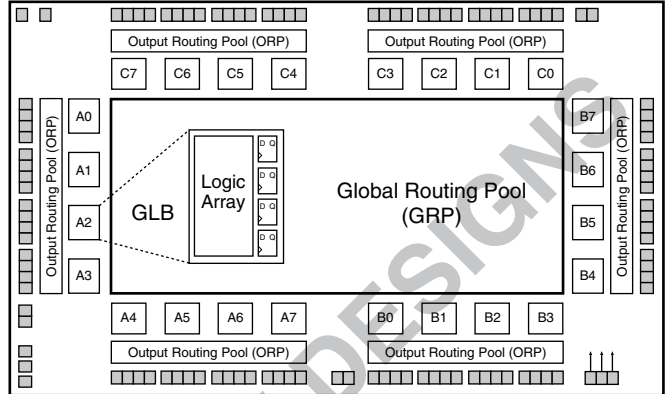 Output Routing Pool (ORP) Output Routing Pool (ORP)
C7 C6 C5 C4 C3 C2 C1 C0
Output Routing Pool (ORP)
A0
A1
A2
A3
GLB
Logic
Array
D Q
D Q
D Q
D Q
Global Routing Pool
(GRP)
B7
B6
B5
B4
Output Routing Pool (ORP)
A4 A5 A6 A7 B0 B1 B2 B3
Output Routing Pool (ORP) Output Routing Pool (ORP)
DESIGNS